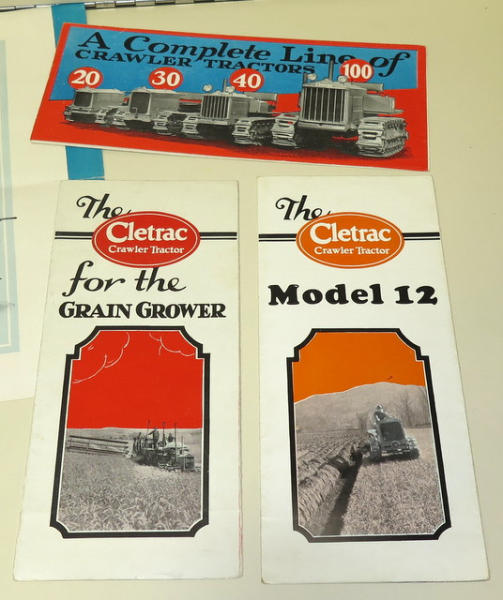 A Complete Line of
CRAWLER TRACTORS
20 30 40 100
The
Cletrac
Crawler Tractor
for the
GRAIN GROWER
The
Cletrac
Crawler Tractor
Model 12